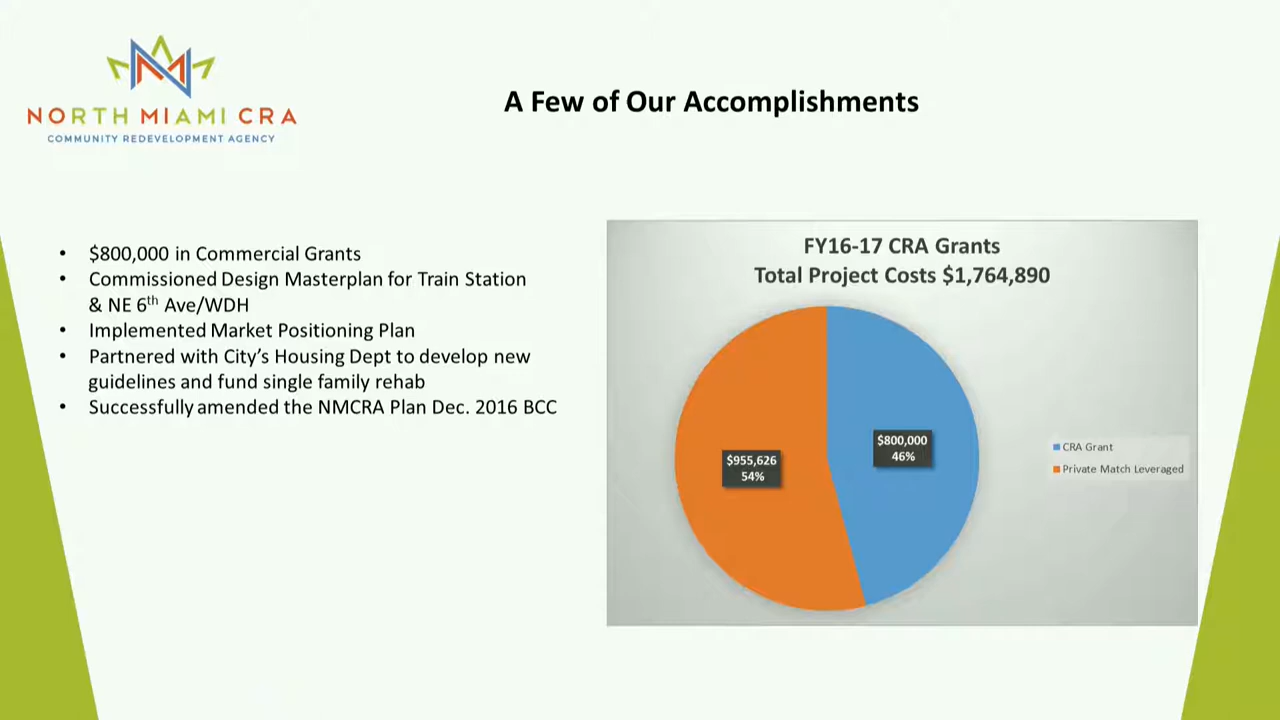 NORTH MIAMI CRA
COMMUNITY REDEVELOPMENT AGENCY
A Few of Our Accomplishments
• $800,000 in Commercial Grants
• Commissioned Design Masterplan for Train Station
& NE 6th Ave/WDH
• Implemented Market Positioning Plan
• Partnered with City's Housing Dept to develop new
guidelines and fund single family rehab
• Successfully amended the NMCRA Plan Dec. 2016 BCC
FY16-17 CRA Grants
Total Project Costs $1,764,890
$800,000
46%
$955,626
54%
CRA Grant
Private Match Leveraged